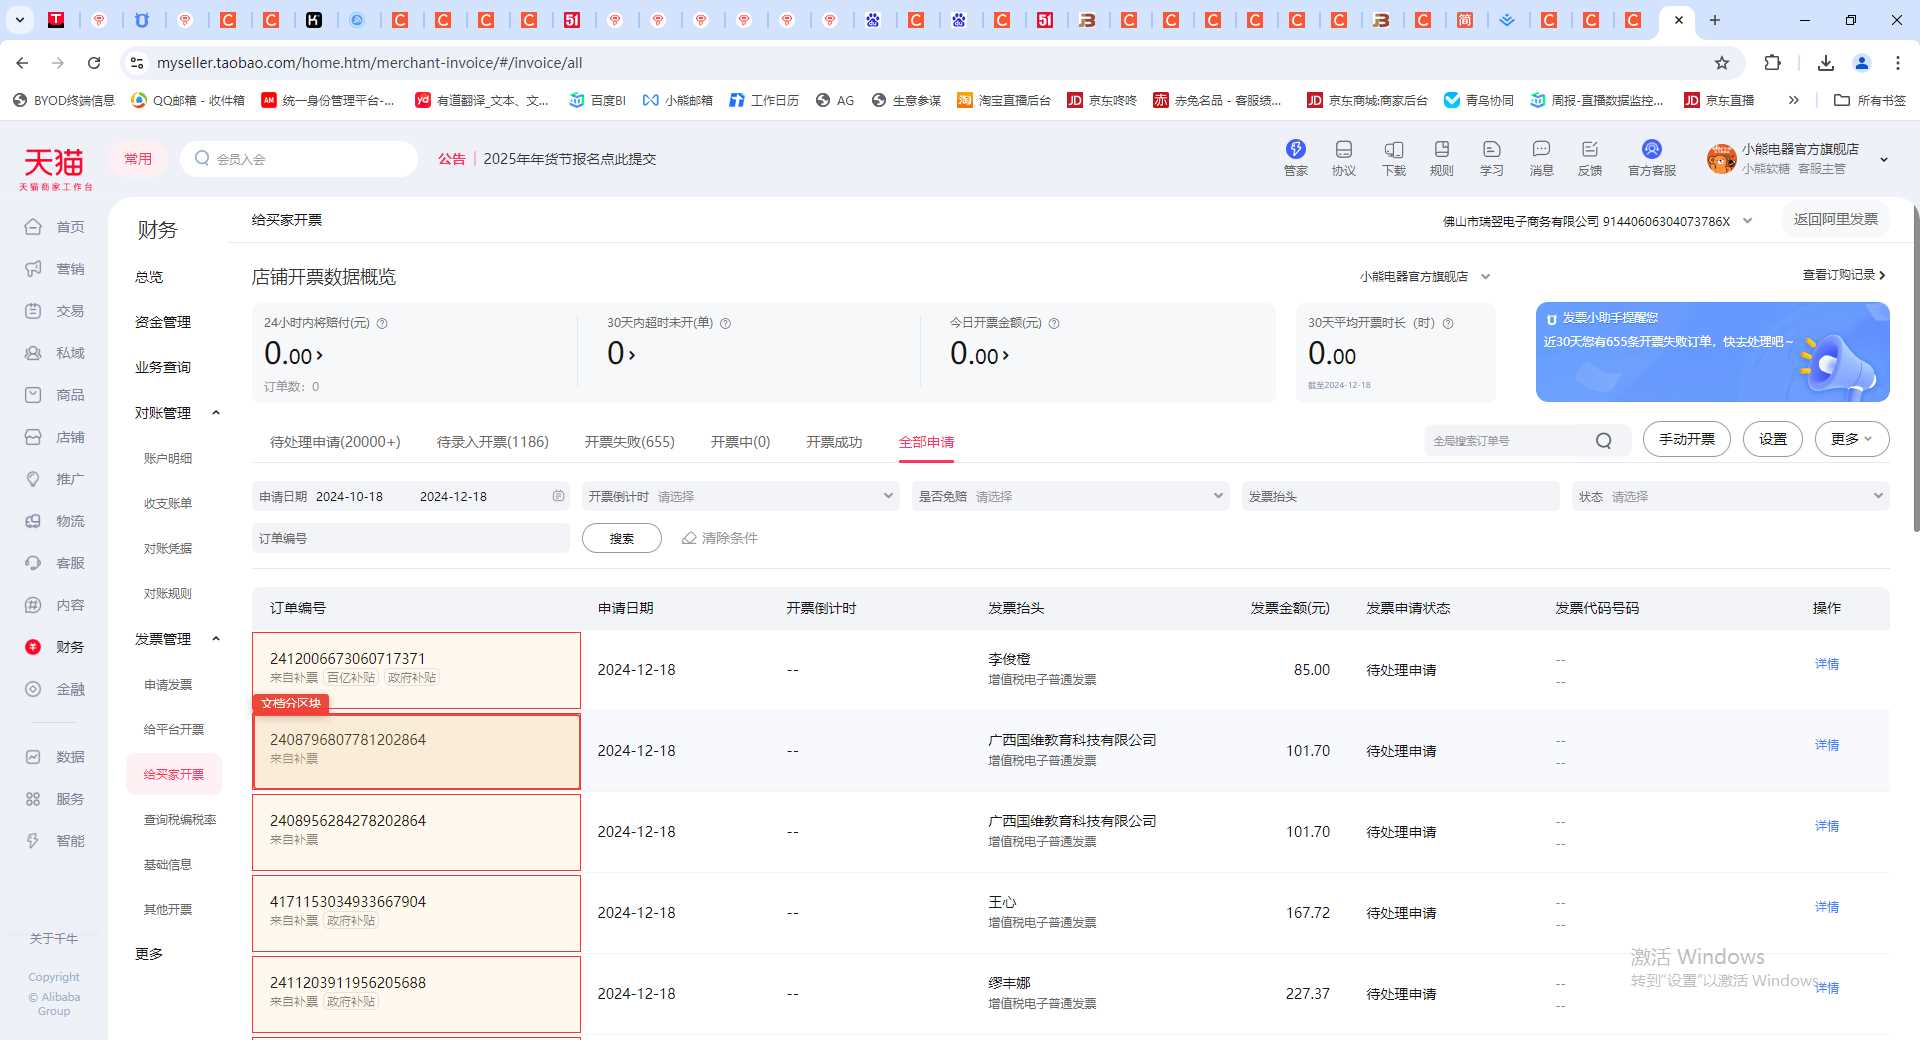 myseller.taobao.com/home.htm/merchant-invoice/#/invoice/all
BYOD终端信息 QQ邮箱 - 收件箱 统一身份管理平台-... 有道翻译_文本、文... 百度BI 小熊邮箱 工作日历 AG 生意参谋 淘宝直播后台 京东咚咚 赤兔名品 - 客服绩... 京东商城:商家后台 青鸟协同 周报-直播数据监控... 京东直播 » 所有书签
天猫
天猫商家工作台
常用
会员入会
公告
2025年年货节报名点此提交
管家
协议
下载
规则
学习
消息
反馈
官方客服
小熊电器官方旗舰店
小熊软糖 客服主管
首页
营销
交易
私域
商品
店铺
推广
物流
客服
内容
财务
金融
数据
服务
智能
关于千牛
Copyright
© Alibaba
Group
财务
总览
资金管理
业务查询
对账管理
账户明细
收支账单
对账凭据
对账规则
发票管理
申请发票
给平台开票
给买家开票
查询税编税率
基础信息
其他开票
更多
给买家开票
佛山市瑞翌电子商务有限公司 91440606304073786X
返回阿里发票
店铺开票数据概览
小熊电器官方旗舰店
查看订购记录
24小时内将赔付(元)
0.00
订单数：0
30天内超时未开(单)
0
今日开票金额(元)
0.00
30天平均开票时长（时）
0.00
截至2024-12-18
发票小助手提醒您
近30天您有655条开票失败订单，快去处理吧~
待处理申请(20000+) 待录入开票(1186) 开票失败(655) 开票中(0) 开票成功 全部申请
全局搜索订单号
手动开票
设置
更多
申请日期 2024-10-18 2024-12-18
开票倒计时 请选择
是否免赔 请选择
发票抬头
状态 请选择
订单编号
搜索
清除条件
订单编号 申请日期 开票倒计时 发票抬头 发票金额(元) 发票申请状态 发票代码号码 操作
2412006673060717371
来自补票 百亿补贴 政府补贴
2024-12-18
--
李俊橙
增值税电子普通发票
85.00
待处理申请
--
--
详情
文档分区块
2408796807781202864
来自补票
2024-12-18
--
广西国维教育科技有限公司
增值税电子普通发票
101.70
待处理申请
--
--
详情
2408956284278202864
来自补票
2024-12-18
--
广西国维教育科技有限公司
增值税电子普通发票
101.70
待处理申请
--
--
详情
4171153034933667904
来自补票 政府补贴
2024-12-18
--
王心
增值税电子普通发票
167.72
待处理申请
--
--
详情
2411203911956205688
来自补票 政府补贴
2024-12-18
--
缪丰娜
增值税电子普通发票
227.37
待处理申请
--
--
详情
激活 Windows
转到"设置"以激活 Windows